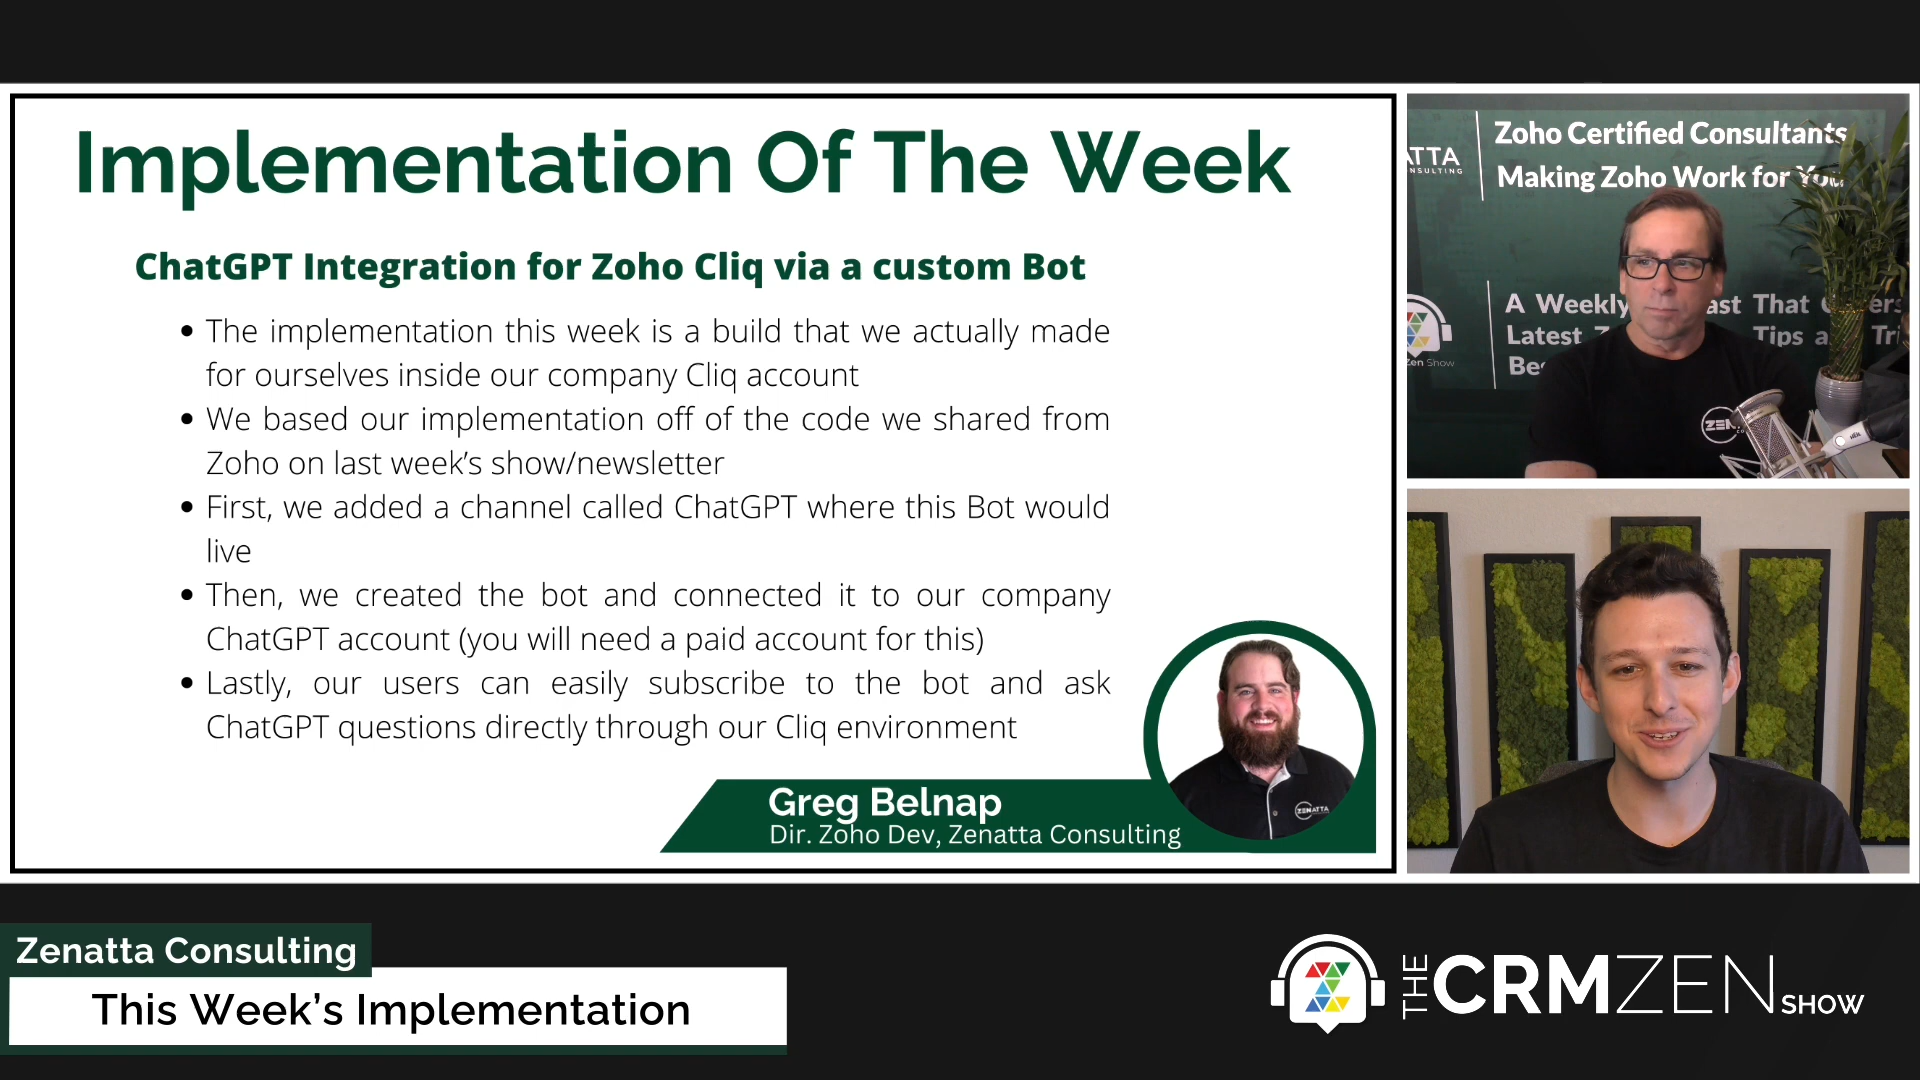 Implementation Of The Week
ChatGPT Integration for Zoho Cliq via a custom Bot
• The implementation this week is a build that we actually made
for ourselves inside our company Cliq account
• We based our implementation off of the code we shared from
Zoho on last week's show/newsletter
• First, we added a channel called ChatGPT where this Bot would
live
• Then, we created the bot and connected it to our company
ChatGPT account (you will need a paid account for this)
• Lastly, our users can easily subscribe to the bot and ask
ChatGPT questions directly through our Cliq environment
ZENATTA
Greg Belnap
Dir. Zoho Dev, Zenatta Consulting
Zoho Certified Consultants
Making Zoho Work for You
A Weekly That
Latest Tips
Zen Show
Zenatta Consulting
This Week's Implementation
THE CRMZEN SHOW